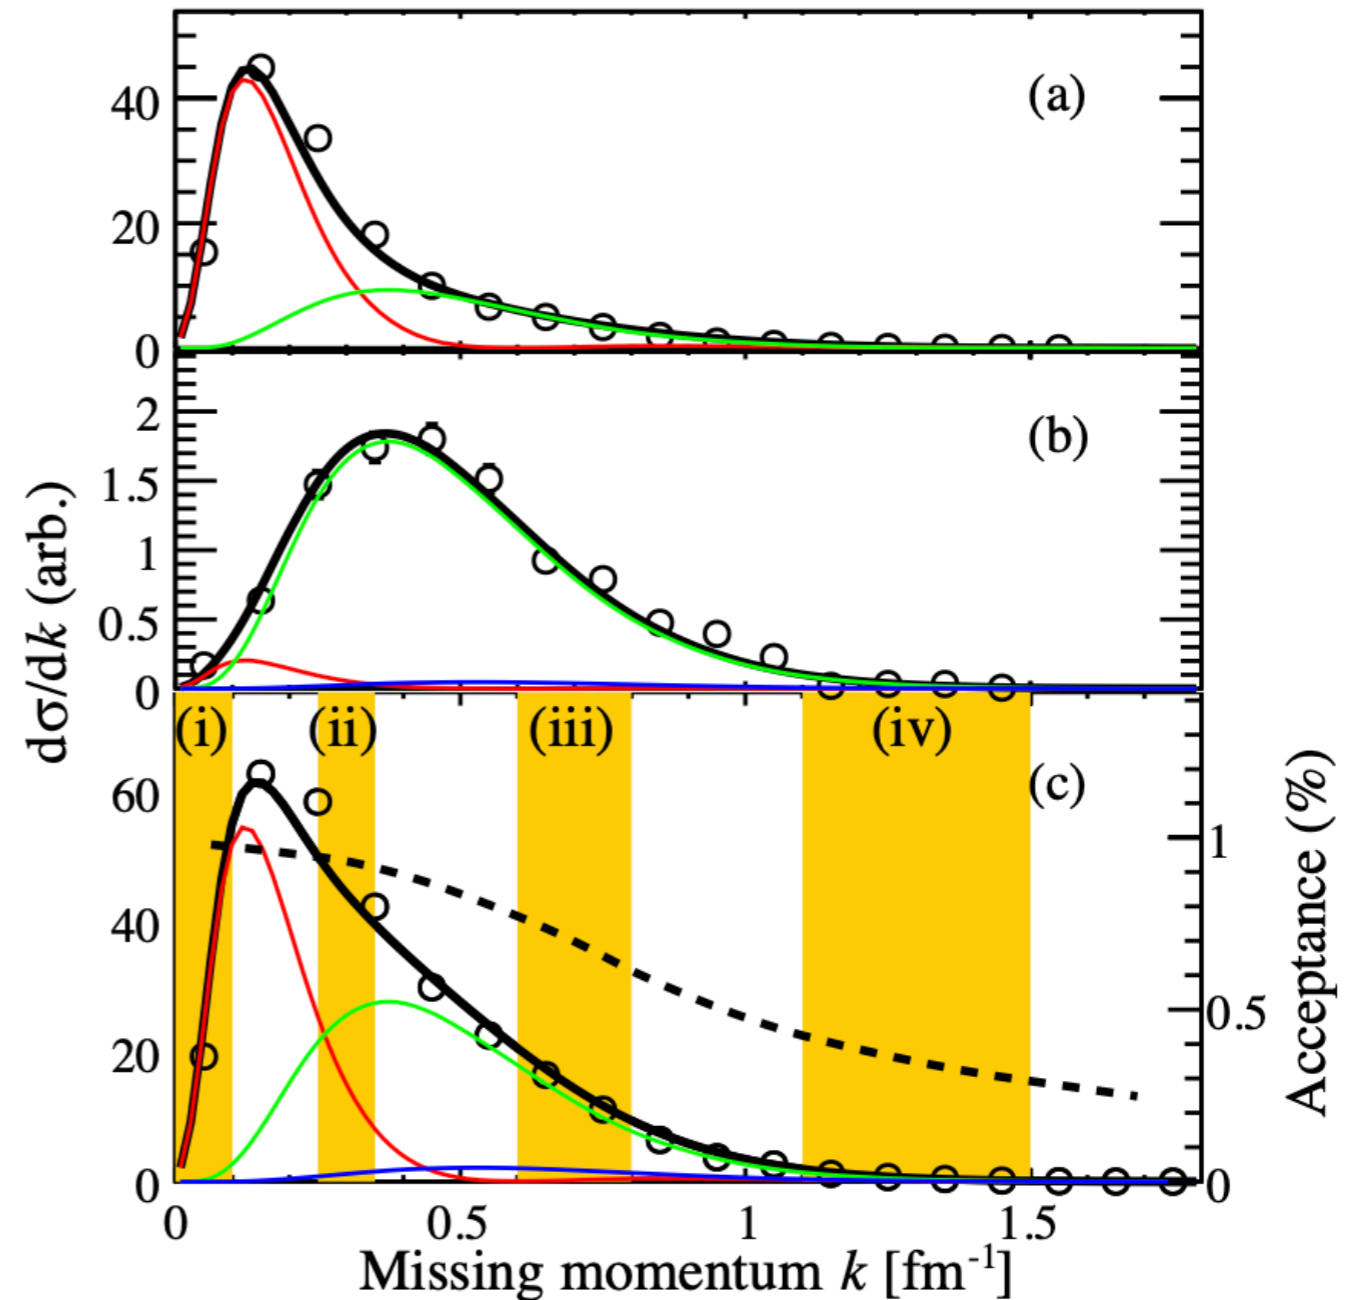 (a)
40
20
0
(b)
2
1.5
1
0.5
0
(i) (ii) (iii) (iv)
(c)
60
40
20
0
1
0.5
0
0 0.5 1 1.5
dσ/dk (arb.)
Acceptance (%)
Missing momentum k [fm⁻¹]